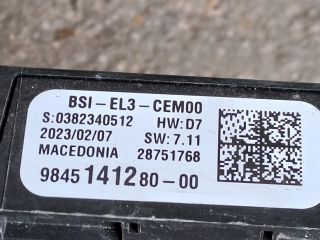 BSI-EL3-CEM00
S:0382340512 HW:D7
2023/02/07 SW:7.11
MACEDONIA 28751768
9845141280-00